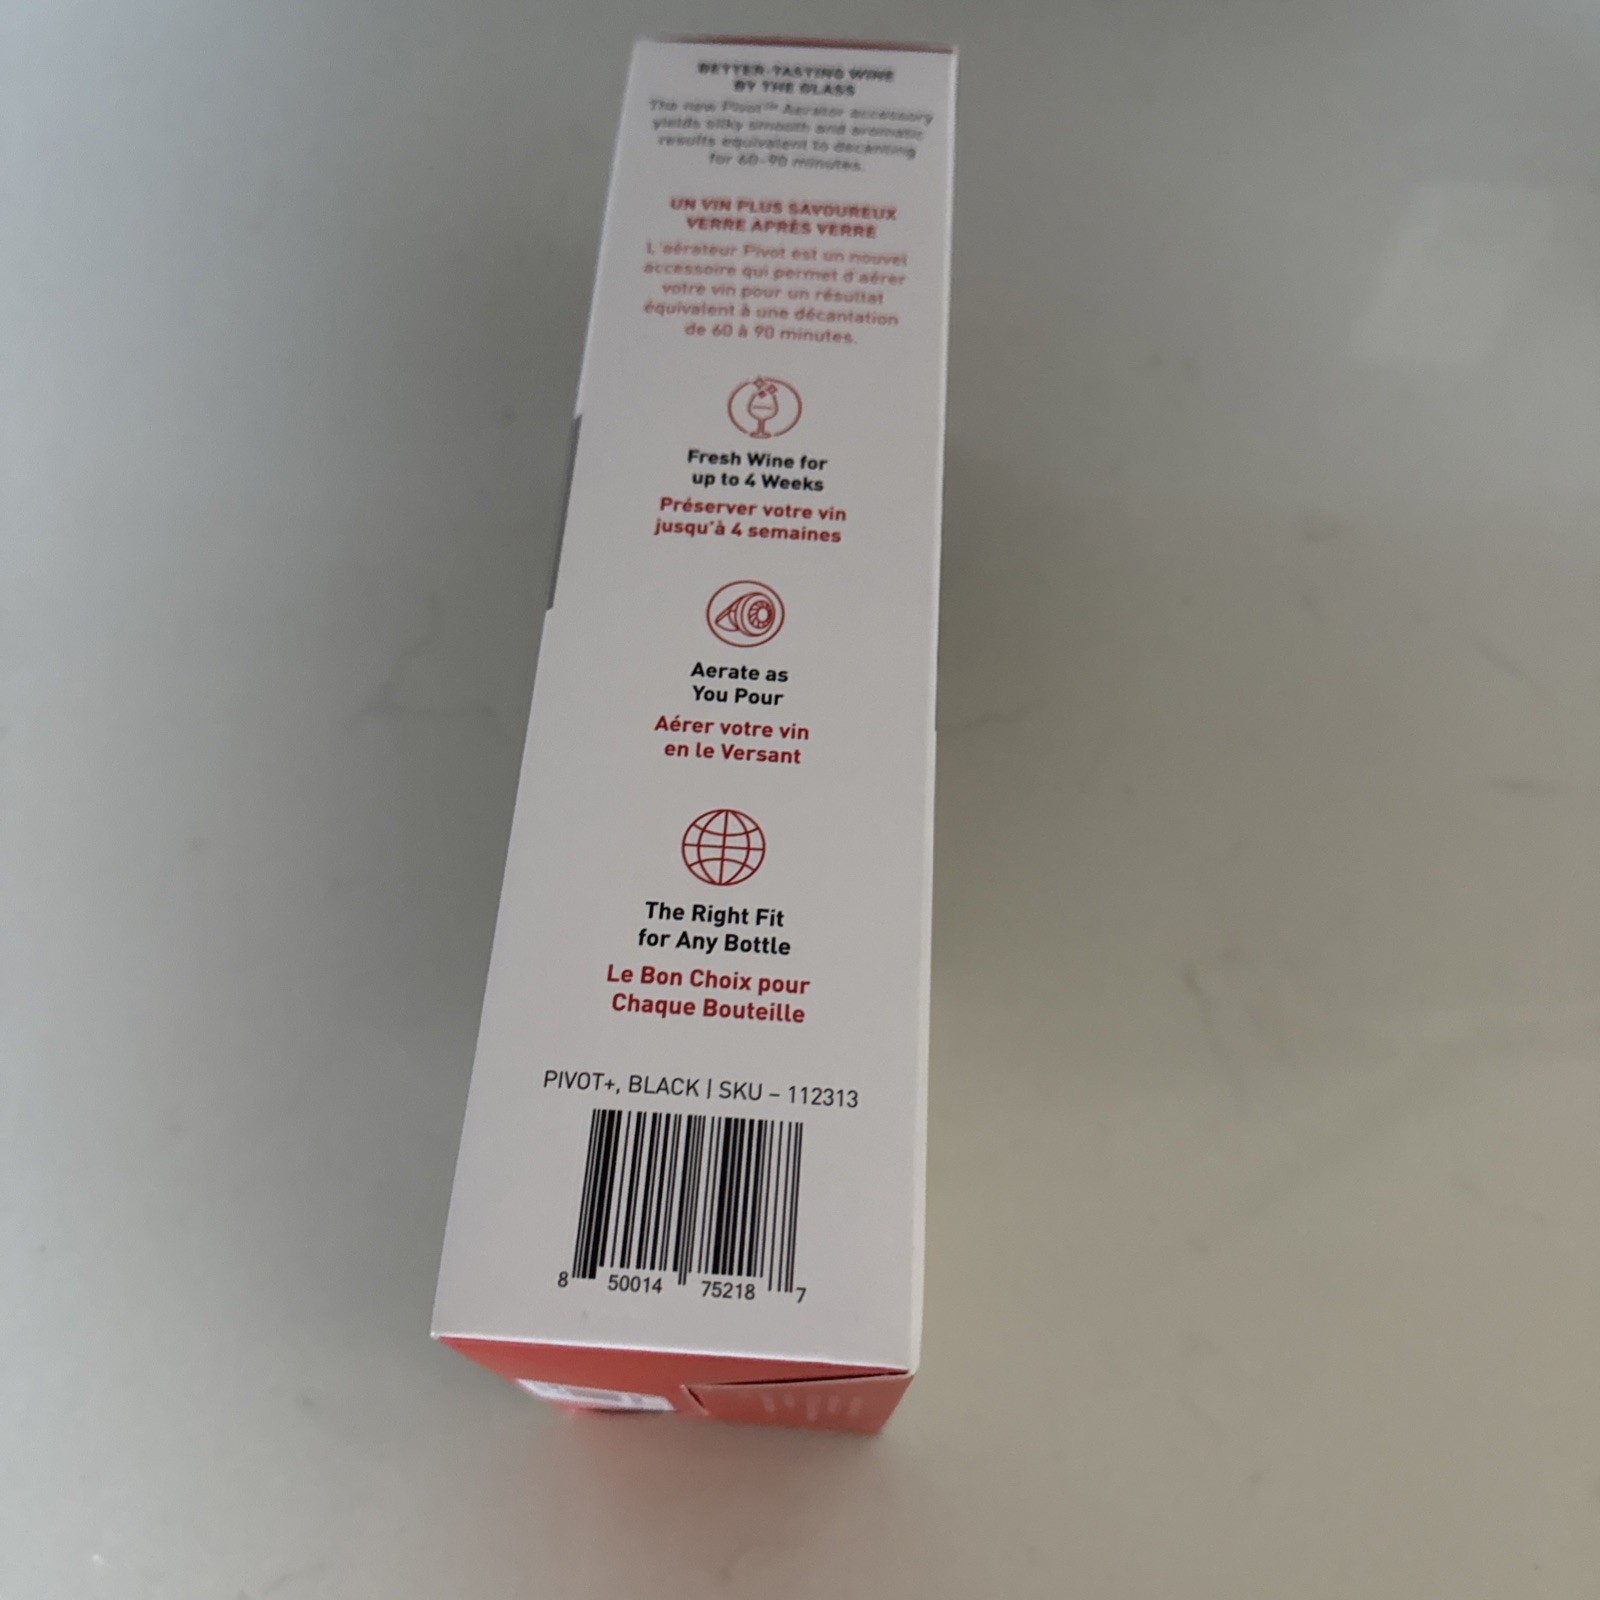 BETTER-TASTING WINE
BY THE GLASS
The new Pivot™ Aerator accessory
yields silky smooth and aromatic
results equivalent to decanting
for 60-90 minutes.
UN VIN PLUS SAVOUREUX
VERRE APRÈS VERRE
L'aérateur Pivot est un nouvel
accessoire qui permet d'aérer
votre vin pour un résultat
équivalent à une décantation
de 60 à 90 minutes.
Fresh Wine for
up to 4 Weeks
Préserver votre vin
jusqu'à 4 semaines
Aerate as
You Pour
Aérer votre vin
en le Versant
The Right Fit
for Any Bottle
Le Bon Choix pour
Chaque Bouteille
PIVOT+, BLACK | SKU – 112313
8 50014 75218 7